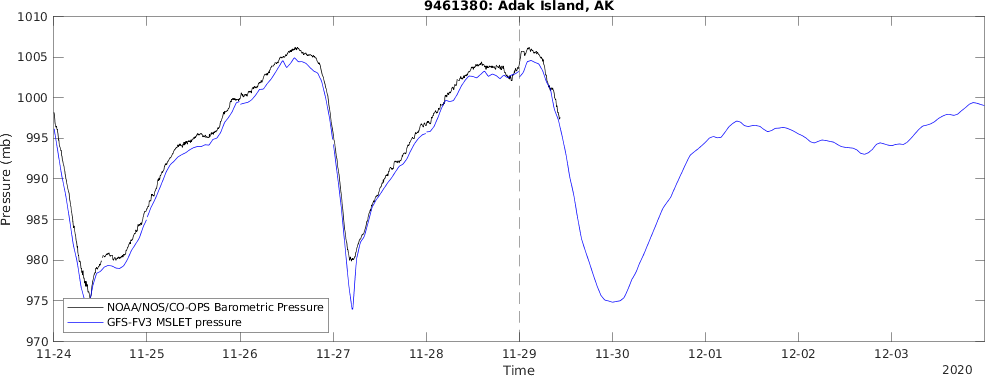 9461380: Adak Island, AK
1010
1005
1000
995
990
985
980
975
970
Pressure (mb)
NOAA/NOS/CO-OPS Barometric Pressure
GFS-FV3 MSLET pressure
11-24 11-25 11-26 11-27 11-28 11-29 11-30 12-01 12-02 12-03
Time
2020